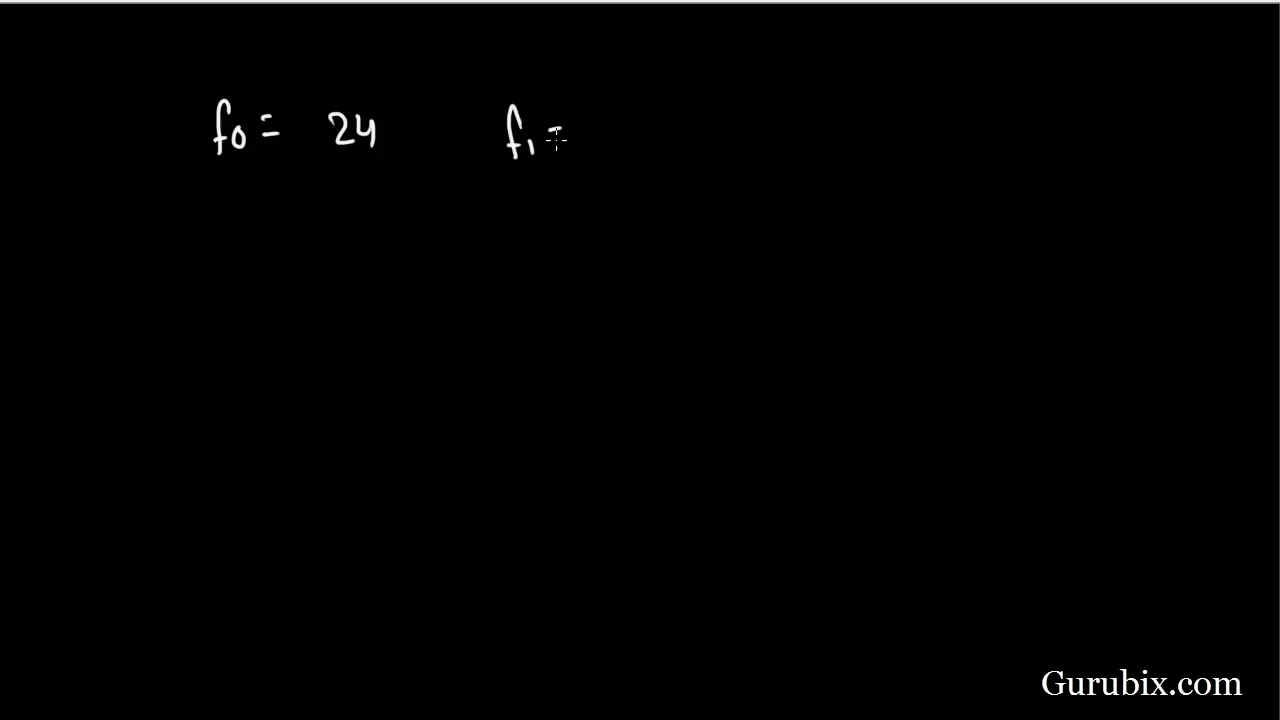 f0 = 24 f1 =
Gurubix.com